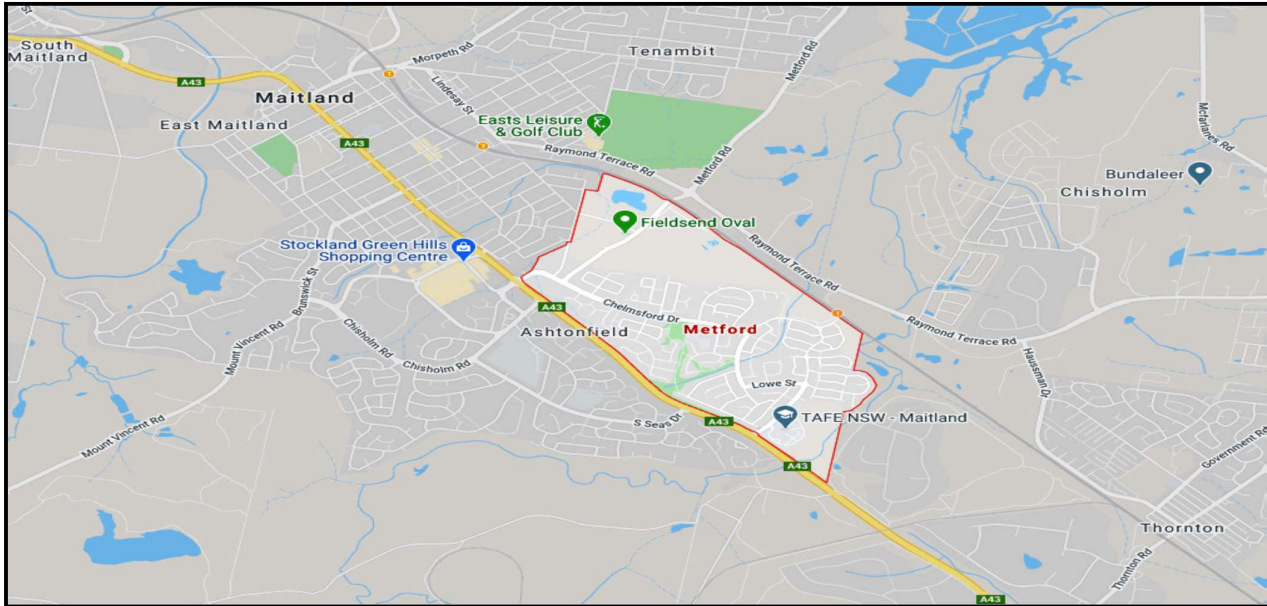 St
South
Maitland
A43
Morpeth Rd
Tenambit
Metford Rd
Lindesay St
Maitland
East Maitland
A43
Easts Leisure
& Golf Club
Raymond Terrace Rd
Metford Rd
Mcfarlanes Rd
Bundaleer
Chisholm
Fieldsend Oval
Stockland Green Hills
Shopping Centre
Raymond Terrace Rd
Brunswick St
A43
Chelmsford Dr
Metford
Ashtonfield
Mount Vincent Rd
Chisholm Rd
Chisholm Rd
Raymond Terrace Rd
Haussman Dr
Lowe St
TAFE NSW - Maitland
S Seas Dr
A43
Mount Vincent Rd
A43
Government Rd
Thornton
Thornton Rd
A43